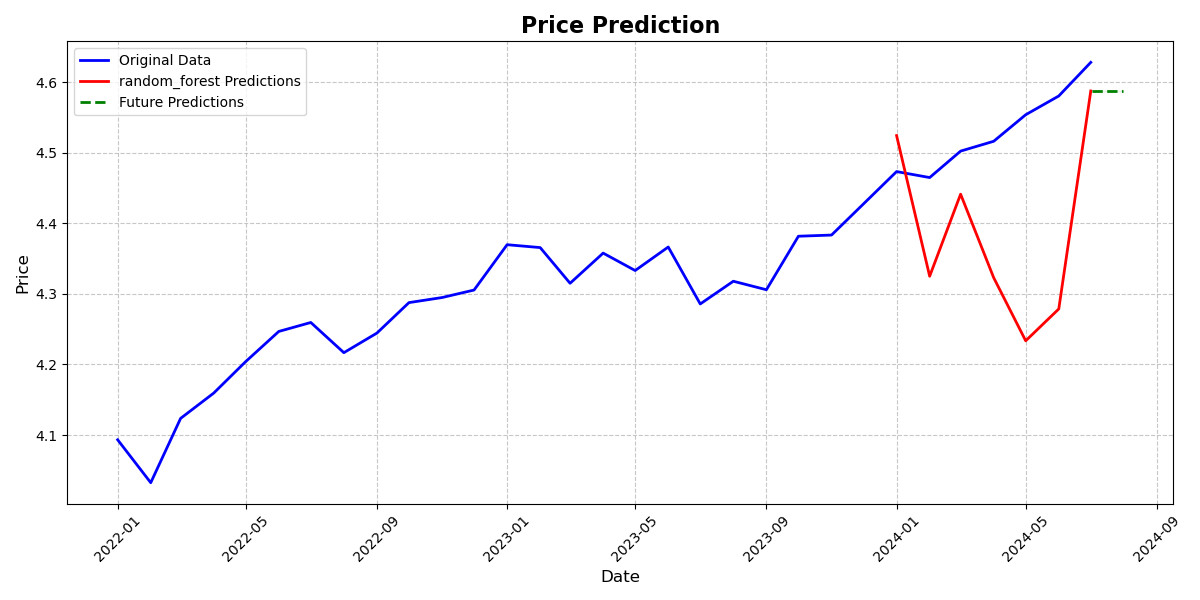 Price Prediction
Original Data
random_forest Predictions
Future Predictions
Price
4.6
4.5
4.4
4.3
4.2
4.1
2022-01
2022-05
2022-09
2023-01
2023-05
2023-09
2024-01
2024-05
2024-09
Date